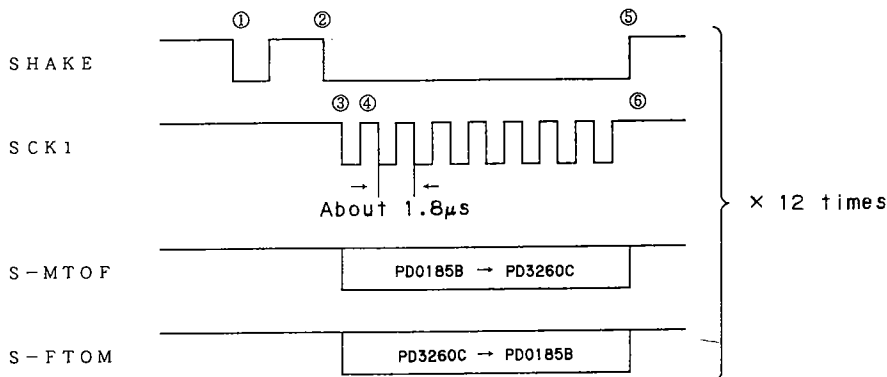 ① ② ⑤
SHAKE
③ ④ ⑥
SCK1
About 1.8μs
× 12 times
S-MTOF PD0185B → PD3260C
S-FTOM PD3260C → PD0185B